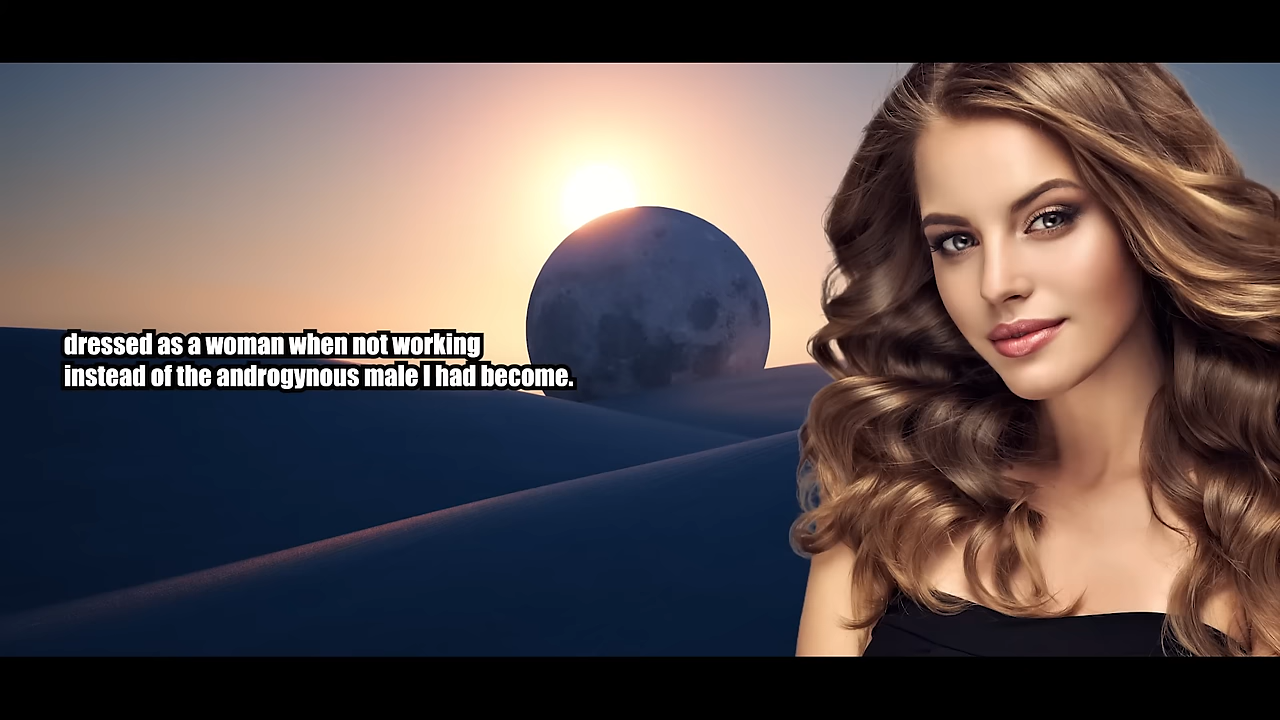 dressed as a woman when not working
instead of the androgynous male I had become.